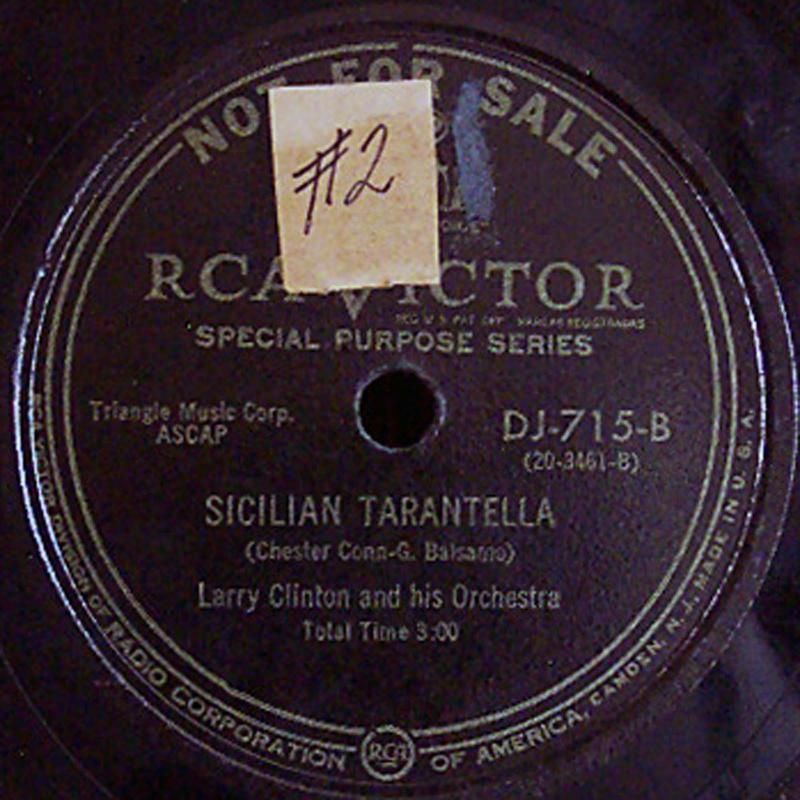 NOT FOR SALE
#2
RCA VICTOR
SPECIAL PURPOSE SERIES
Triangle Music Corp.
ASCAP
DJ-715-B
(20-3461-B)
SICILIAN TARANTELLA
(Chester Conn-G. Balsamo)
Larry Clinton and his Orchestra
Total Time 3:00
RCA VICTOR DIVISION OF RADIO CORPORATION OF AMERICA, CAMDEN, N. J. MADE IN U. S. A.
RCA